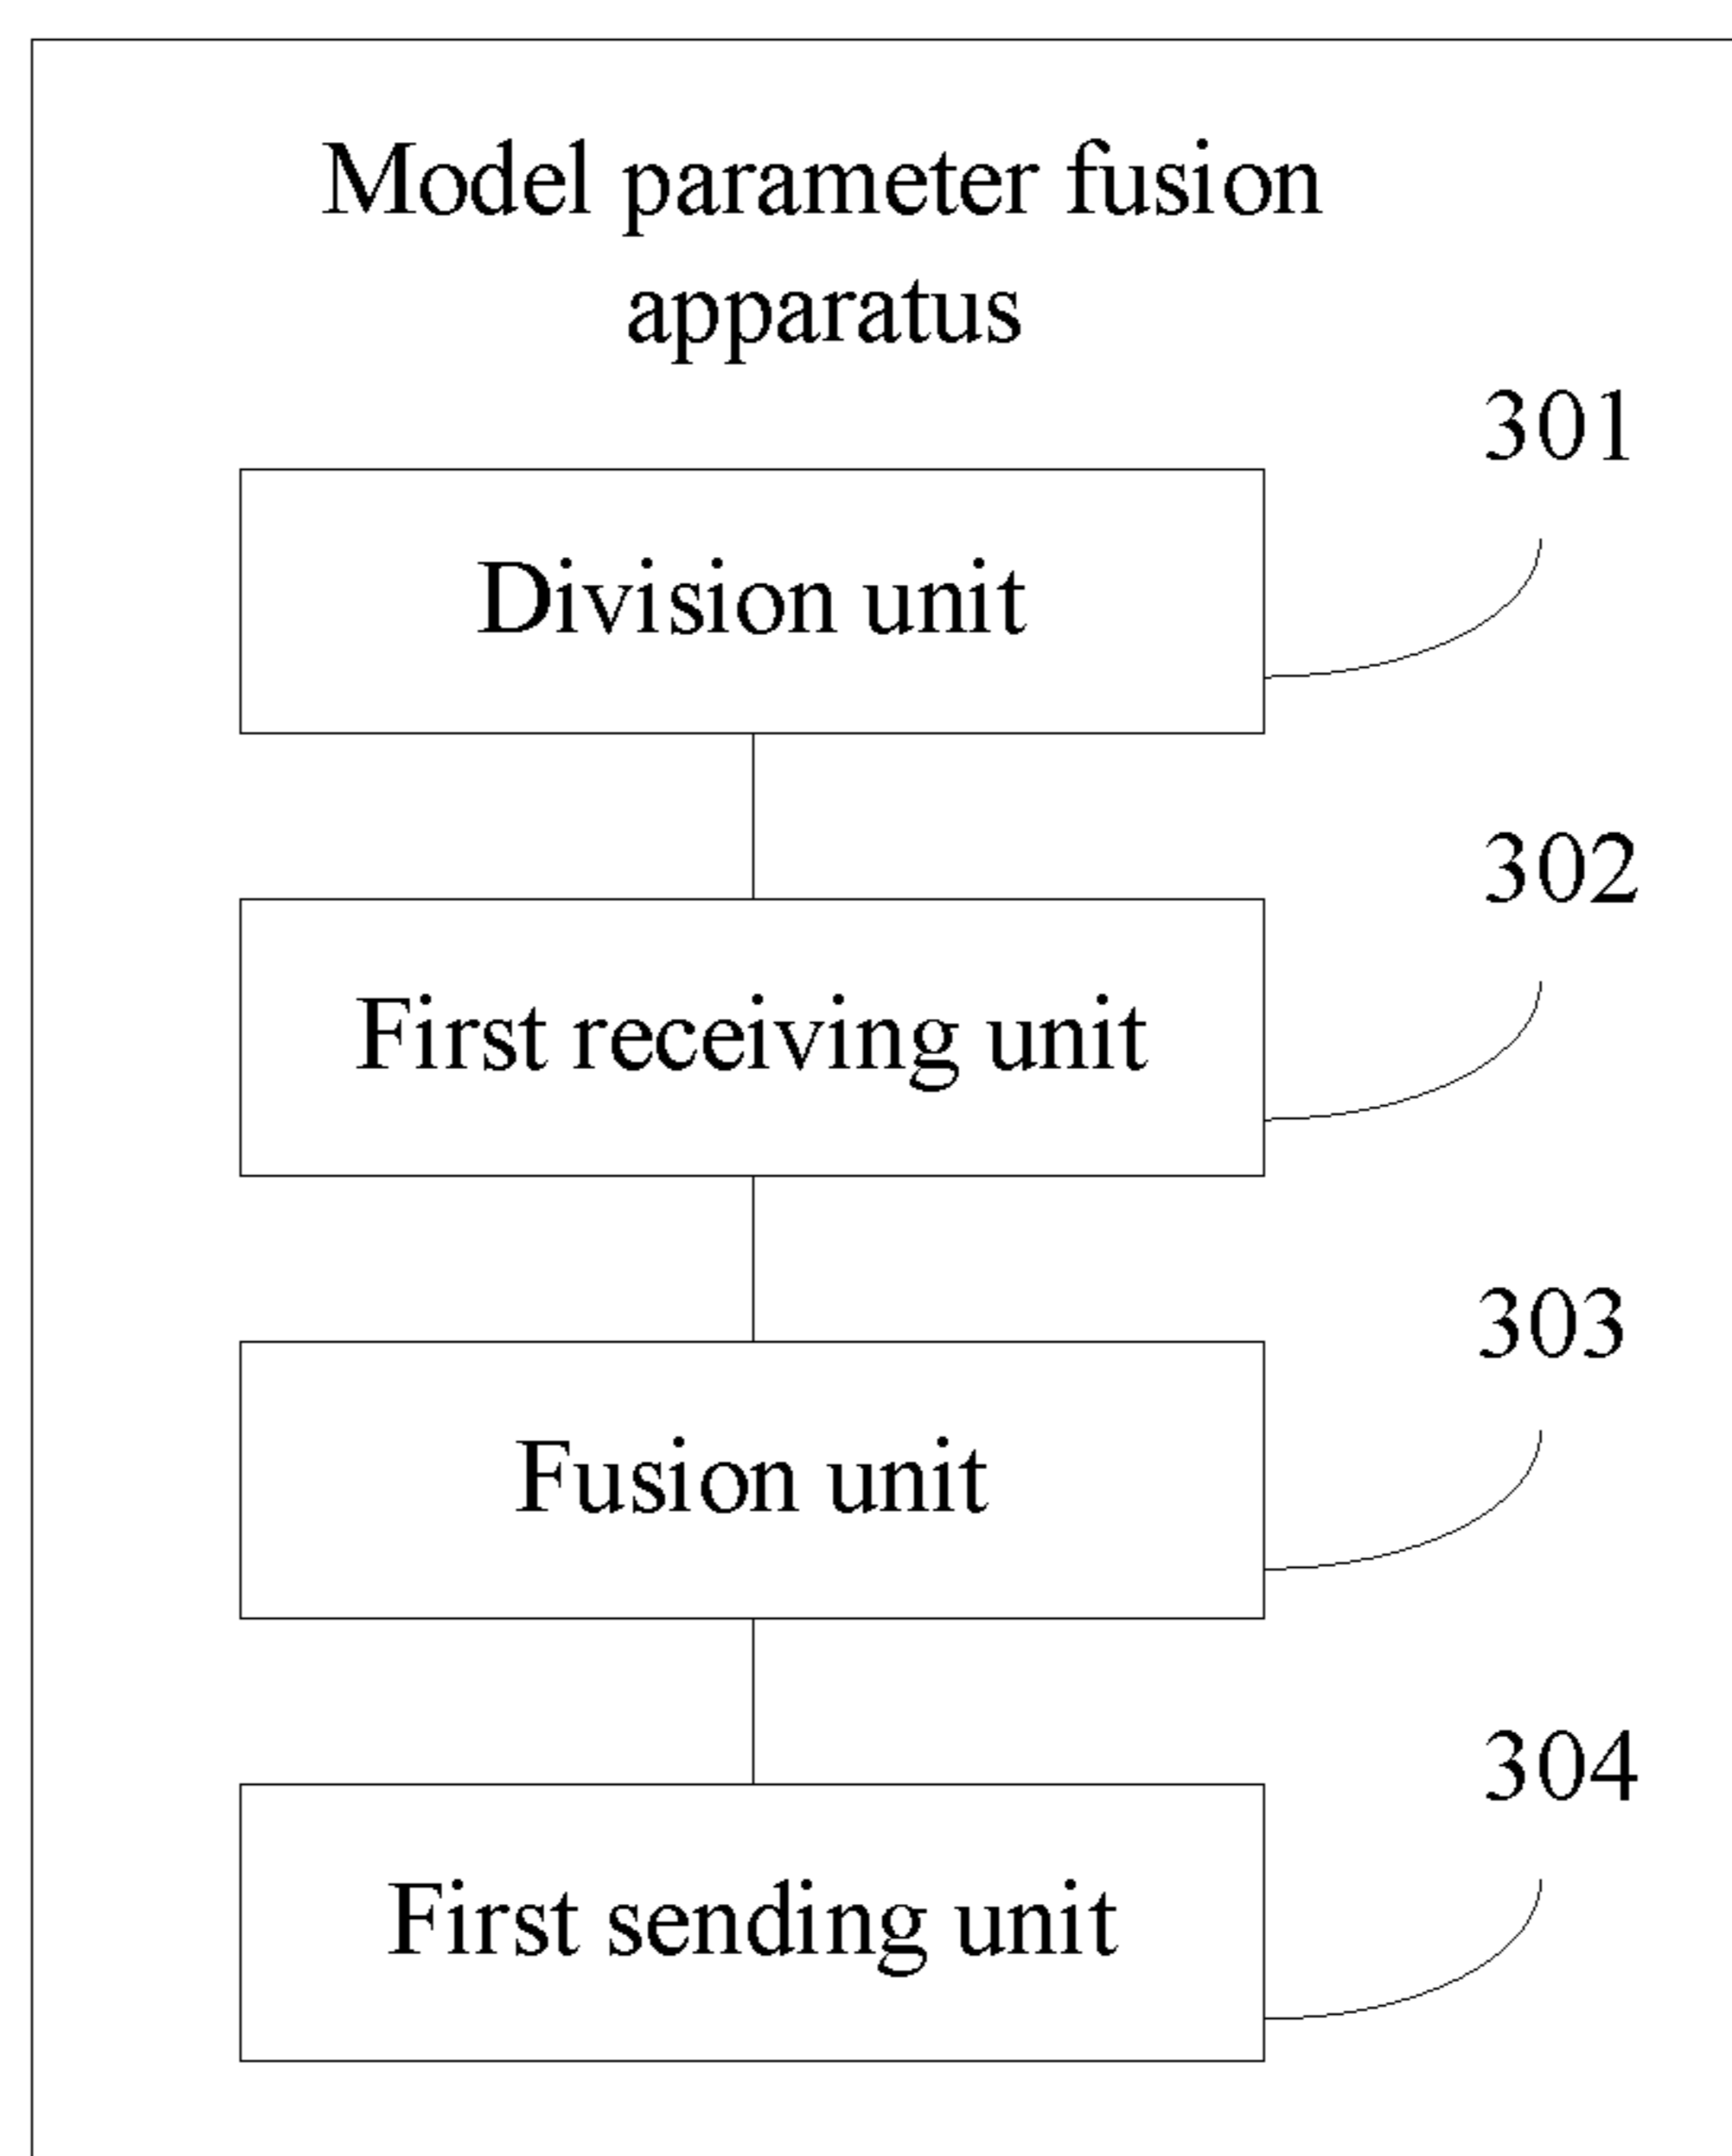 Model parameter fusion
apparatus
301
Division unit
302
First receiving unit
303
Fusion unit
304
First sending unit